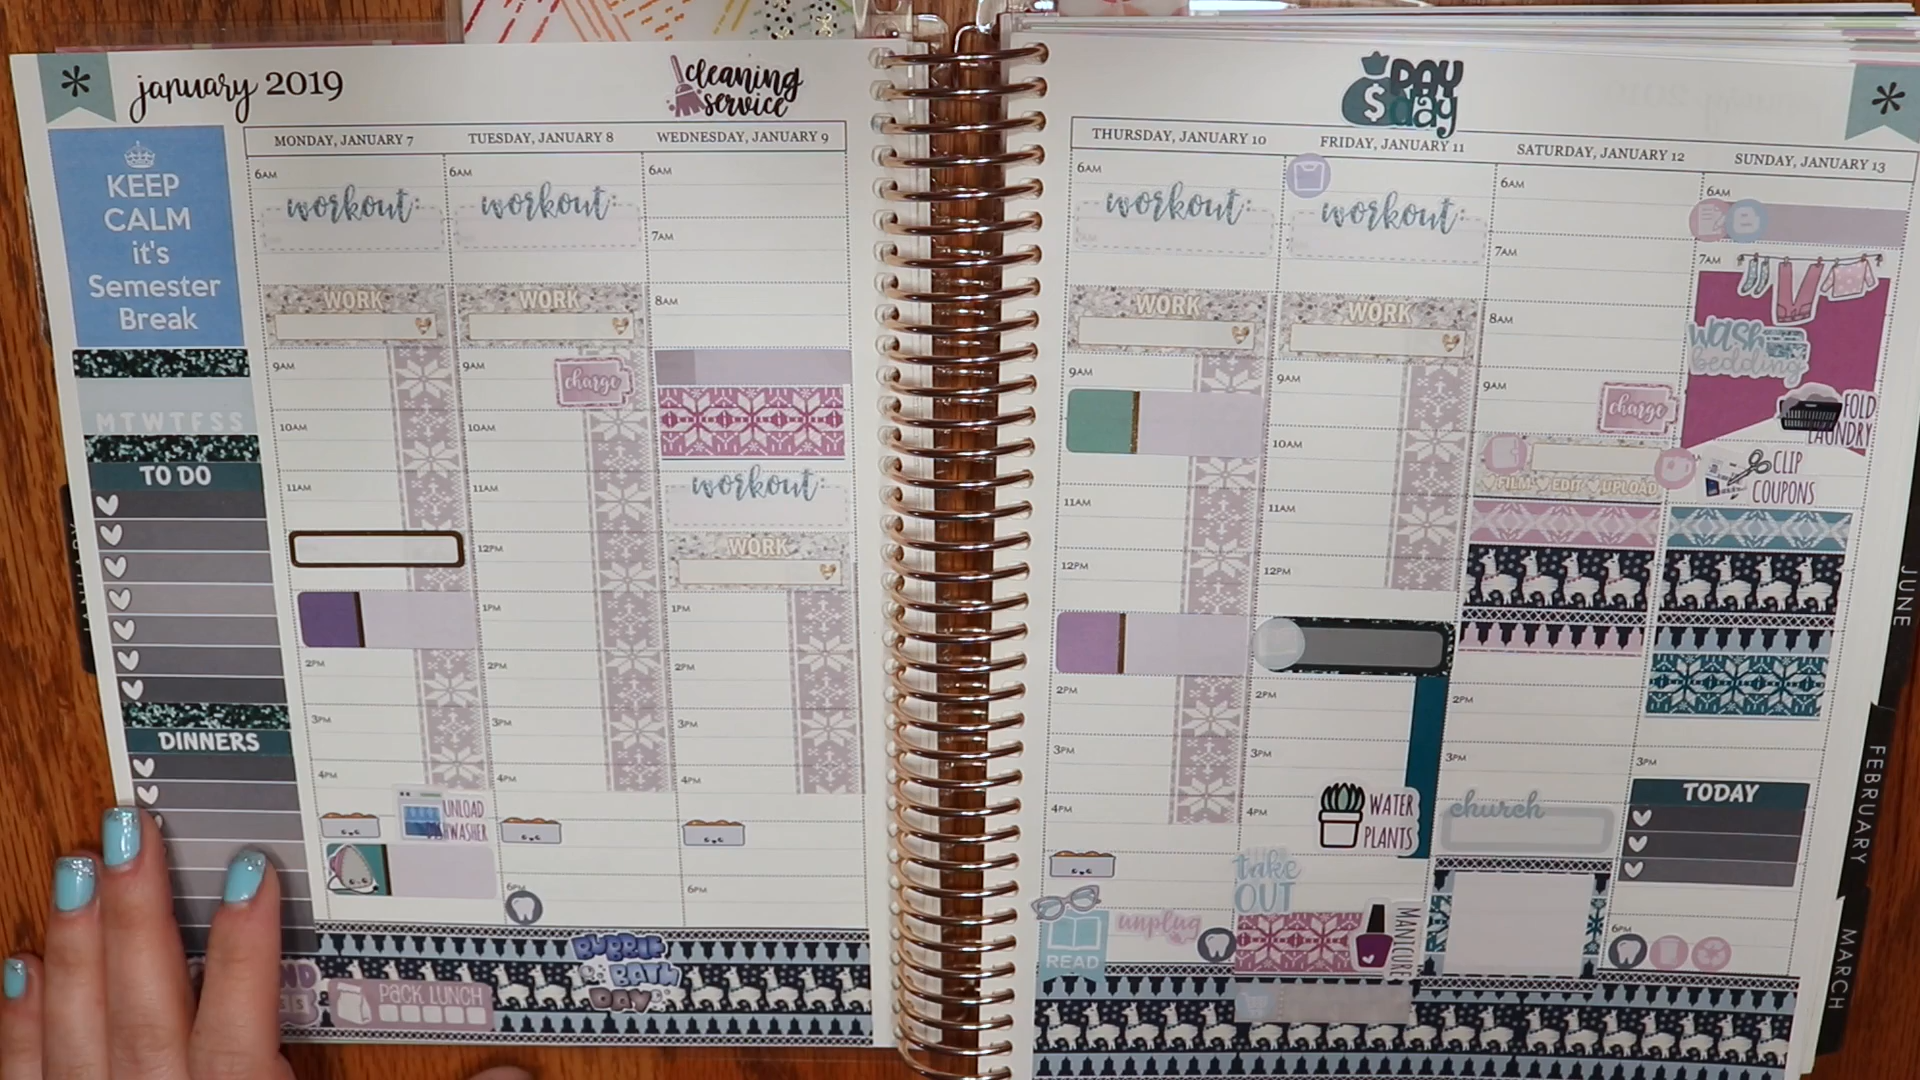 * january 2019
cleaning
service
PAY
$ day
*
KEEP
CALM
it's
Semester
Break
M T W T F S S
TO DO
DINNERS
MONDAY, JANUARY 7
TUESDAY, JANUARY 8
WEDNESDAY, JANUARY 9
THURSDAY, JANUARY 10
FRIDAY, JANUARY 11
SATURDAY, JANUARY 12
SUNDAY, JANUARY 13
6AM
workout:
WORK
9AM
10AM
11AM
2PM
3PM
4PM
UNLOAD
DISHWASHER
PACK LUNCH
6AM
workout:
WORK
9AM
charge
10AM
11AM
12PM
1PM
2PM
3PM
4PM
6PM
BUBBLE
BATH
DAY
6AM
7AM
8AM
workout:
WORK
1PM
2PM
3PM
4PM
6PM
6AM
workout:
WORK
9AM
11AM
12PM
2PM
3PM
4PM
READ
unplug
workout:
WORK
9AM
10AM
11AM
12PM
2PM
3PM
4PM
WATER
PLANTS
take
OUT
MANICURE
6AM
7AM
8AM
9AM
charge
FILM EDIT UPLOAD
2PM
3PM
church
6AM
7AM
wash
bedding
FOLD
LAUNDRY
CLIP
COUPONS
TODAY
6PM
JUNE
FEBRUARY
MARCH